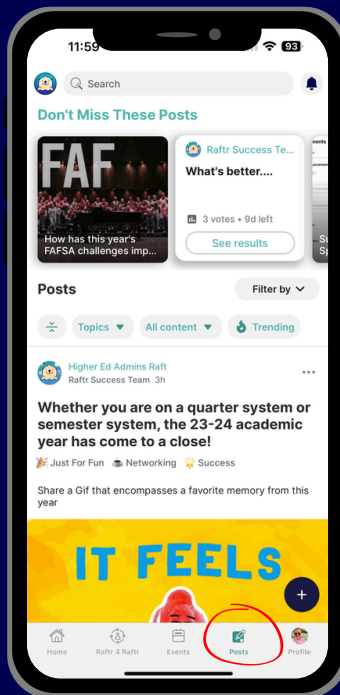 11:59
93
Search
Don't Miss These Posts
FAF
How has this year's
FAFSA challenges imp...
Raftr Success Te...
What's better....
3 votes • 9d left
See results
Su
Sp
Posts
Filter by
Topics
All content
Trending
Higher Ed Admins Raft
Raftr Success Team 3h
Whether you are on a quarter system or
semester system, the 23-24 academic
year has come to a close!
🎉 Just For Fun ☕ Networking 🌟 Success
Share a Gif that encompasses a favorite memory from this
year
IT FEELS
Home
Raftr 4 Raftr
Events
Posts
Profile